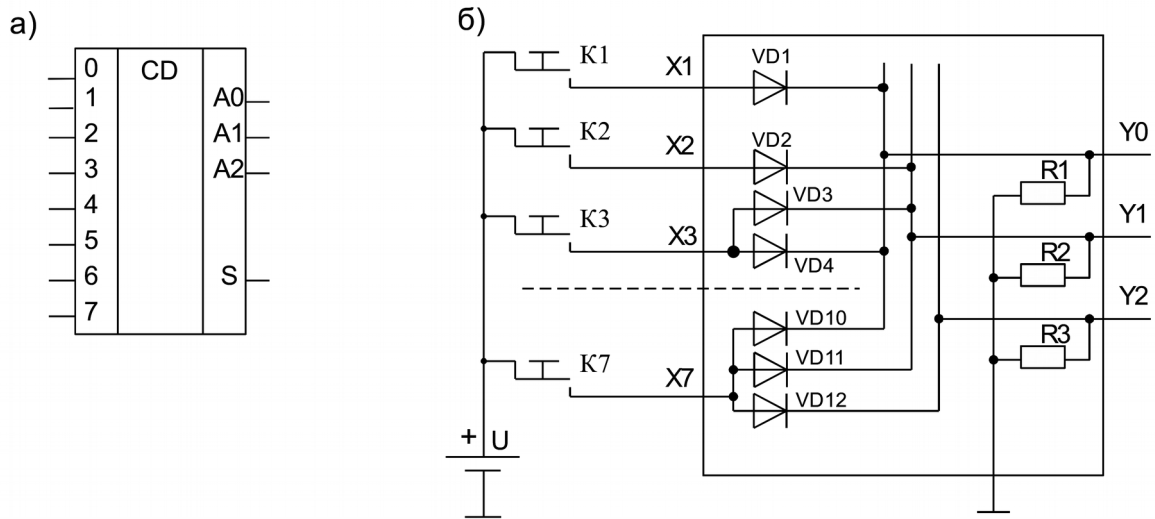 а)
0
1
2
3
4
5
6
7
CD
A0
A1
A2
S
б)
К1
X1
VD1
К2
X2
VD2
VD3
К3
X3
VD4
К7
X7
VD10
VD11
VD12
+ U
Y0
R1
Y1
R2
Y2
R3